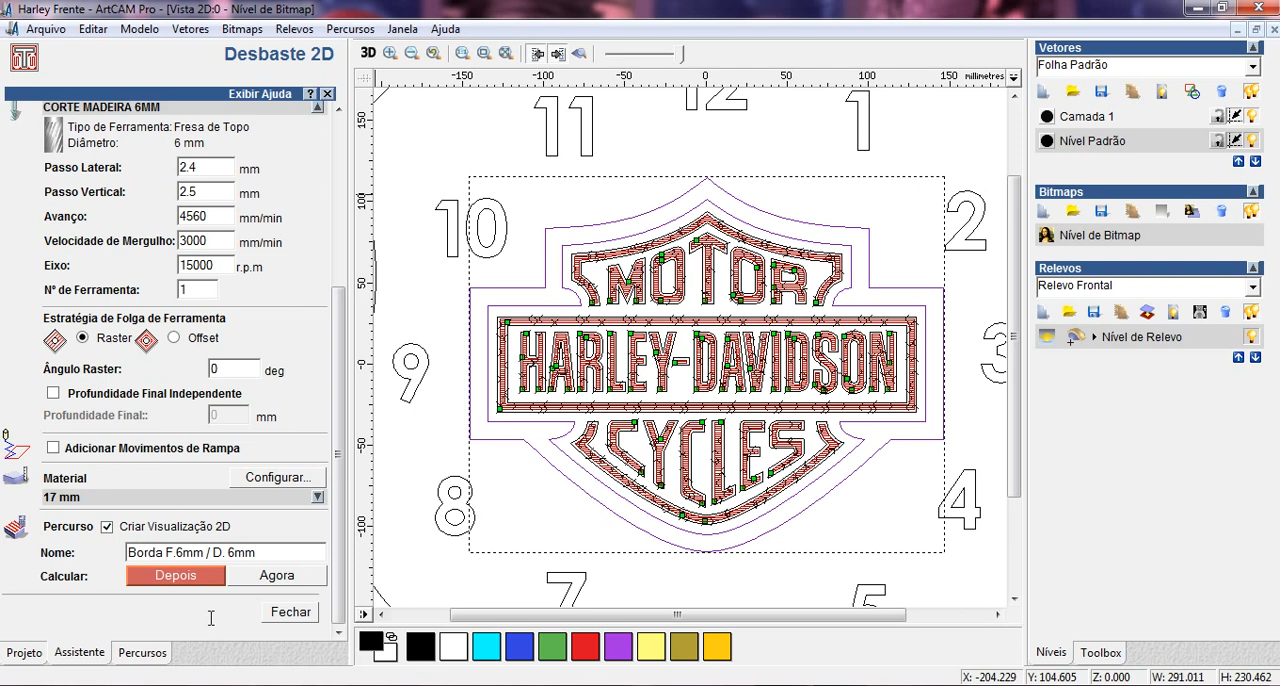 Harley Frente - ArtCAM Pro - [Vista 2D:0 - Nível de Bitmap]
Arquivo Editar Modelo Vetores Bitmaps Relevos Percursos Janela Ajuda
Desbaste 2D
Exibir Ajuda ? X
CORTE MADEIRA 6MM
Tipo de Ferramenta: Fresa de Topo
Diâmetro: 6 mm
Passo Lateral: 2.4 mm
Passo Vertical: 2.5 mm
Avanço: 4560 mm/min
Velocidade de Mergulho: 3000 mm/min
Eixo: 15000 r.p.m
Nº de Ferramenta: 1
Estratégia de Folga de Ferramenta
Raster Offset
Ângulo Raster: 0 deg
Profundidade Final Independente
Profundidade Final:: 0 mm
Adicionar Movimentos de Rampa
Material Configurar...
17 mm
Percurso Criar Visualização 2D
Nome: Borda F.6mm / D. 6mm
Calcular: Depois Agora
Fechar
Projeto Assistente Percursos
3D
-150 -100 -50 0 50 100 150 millimetres
150
100
50
-0
-50
-100
11 12 1
10 2
MOTOR
9 HARLEY-DAVIDSON 3
CYCLES
8 4
7 5
Vetores
Folha Padrão
Camada 1
Nível Padrão
Bitmaps
Nível de Bitmap
Relevos
Relevo Frontal
Nível de Relevo
Níveis Toolbox
X: -204.229 Y: 104.605 Z: 0.000 W: 291.011 H: 230.462